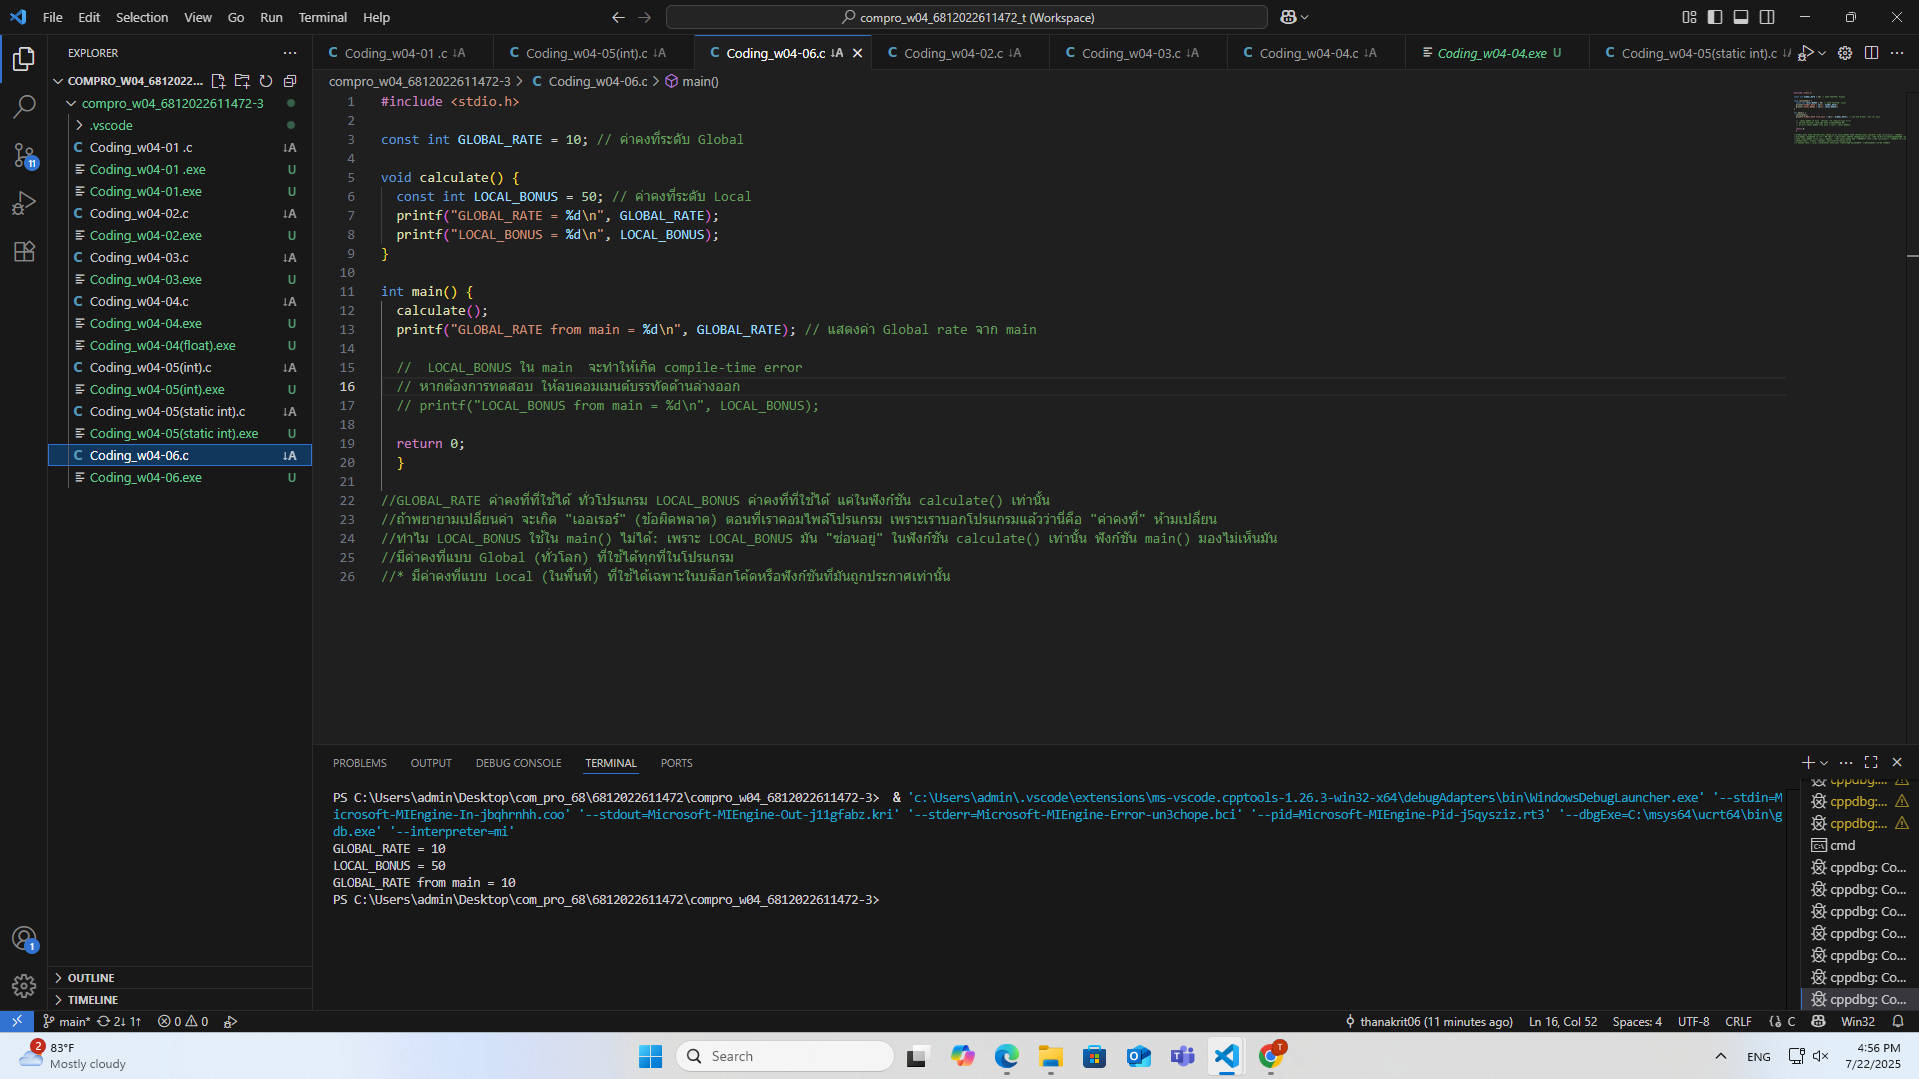 File Edit Selection View Go Run Terminal Help
compro_w04_6812022611472_t (Workspace)
EXPLORER
Coding_w04-01 .c ↓A
Coding_w04-05(int).c ↓A
Coding_w04-06.c ↓A
Coding_w04-02.c ↓A
Coding_w04-03.c ↓A
Coding_w04-04.c ↓A
Coding_w04-04.exe U
Coding_w04-05(static int).c
COMPRO_W04_6812022...
compro_w04_6812022611472-3 > C Coding_w04-06.c > main()
compro_w04_6812022611472-3
.vscode
C Coding_w04-01 .c ↓A
Coding_w04-01 .exe U
Coding_w04-01.exe U
C Coding_w04-02.c ↓A
Coding_w04-02.exe U
C Coding_w04-03.c ↓A
Coding_w04-03.exe U
C Coding_w04-04.c ↓A
Coding_w04-04.exe U
Coding_w04-04(float).exe U
C Coding_w04-05(int).c ↓A
Coding_w04-05(int).exe U
C Coding_w04-05(static int).c ↓A
Coding_w04-05(static int).exe U
C Coding_w04-06.c ↓A
Coding_w04-06.exe U
11
1
OUTLINE
TIMELINE
1 #include <stdio.h>
2
3 const int GLOBAL_RATE = 10; // ค่าคงที่ระดับ Global
4
5 void calculate() {
6 const int LOCAL_BONUS = 50; // ค่าคงที่ระดับ Local
7 printf("GLOBAL_RATE = %d\n", GLOBAL_RATE);
8 printf("LOCAL_BONUS = %d\n", LOCAL_BONUS);
9 }
10
11 int main() {
12 calculate();
13 printf("GLOBAL_RATE from main = %d\n", GLOBAL_RATE); // แสดงค่า Global rate จาก main
14
15 // LOCAL_BONUS ใน main จะทำให้เกิด compile-time error
16 // หากต้องการทดสอบ ให้ลบคอมเมนต์บรรทัดด้านล่างออก
17 // printf("LOCAL_BONUS from main = %d\n", LOCAL_BONUS);
18
19 return 0;
20 }
21
22 //GLOBAL_RATE ค่าคงที่ที่ใช้ได้ ทั่วโปรแกรม LOCAL_BONUS ค่าคงที่ที่ใช้ได้ แค่ในฟังก์ชัน calculate() เท่านั้น
23 //ถ้าพยายามเปลี่ยนค่า จะเกิด "เออเรอร์" (ข้อผิดพลาด) ตอนที่เราคอมไพล์โปรแกรม เพราะเราบอกโปรแกรมแล้วว่านี่คือ "ค่าคงที่" ห้ามเปลี่ยน
24 //ทำไม LOCAL_BONUS ใช้ใน main() ไม่ได้: เพราะ LOCAL_BONUS มัน "ซ่อนอยู่" ในฟังก์ชัน calculate() เท่านั้น ฟังก์ชัน main() มองไม่เห็นมัน
25 //มีค่าคงที่แบบ Global (ทั่วโลก) ที่ใช้ได้ทุกที่ในโปรแกรม
26 //* มีค่าคงที่แบบ Local (ในพื้นที่) ที่ใช้ได้เฉพาะในบล็อกโค้ดหรือฟังก์ชันที่มันถูกประกาศเท่านั้น
PROBLEMS OUTPUT DEBUG CONSOLE TERMINAL PORTS
PS C:\Users\admin\Desktop\com_pro_68\6812022611472\compro_w04_6812022611472-3> & 'c:\Users\admin\.vscode\extensions\ms-vscode.cpptools-1.26.3-win32-x64\debugAdapters\bin\WindowsDebugLauncher.exe' '--stdin=M
icrosoft-MIEngine-In-jbqhrnhh.coo' '--stdout=Microsoft-MIEngine-Out-j11gfabz.kri' '--stderr=Microsoft-MIEngine-Error-un3chope.bci' '--pid=Microsoft-MIEngine-Pid-j5qysziz.rt3' '--dbgExe=C:\msys64\ucrt64\bin\g
db.exe' '--interpreter=mi'
GLOBAL_RATE = 10
LOCAL_BONUS = 50
GLOBAL_RATE from main = 10
PS C:\Users\admin\Desktop\com_pro_68\6812022611472\compro_w04_6812022611472-3>
cppdbg:...
cppdbg:...
cppdbg:...
cmd
cppdbg: Co...
cppdbg: Co...
cppdbg: Co...
cppdbg: Co...
cppdbg: Co...
cppdbg: Co...
cppdbg: Co...
main* 2↓ 1↑ 0 0
thanakrit06 (11 minutes ago) Ln 16, Col 52 Spaces: 4 UTF-8 CRLF {} C Win32
2 83°F
Mostly cloudy
Search
T
ENG
4:56 PM
7/22/2025